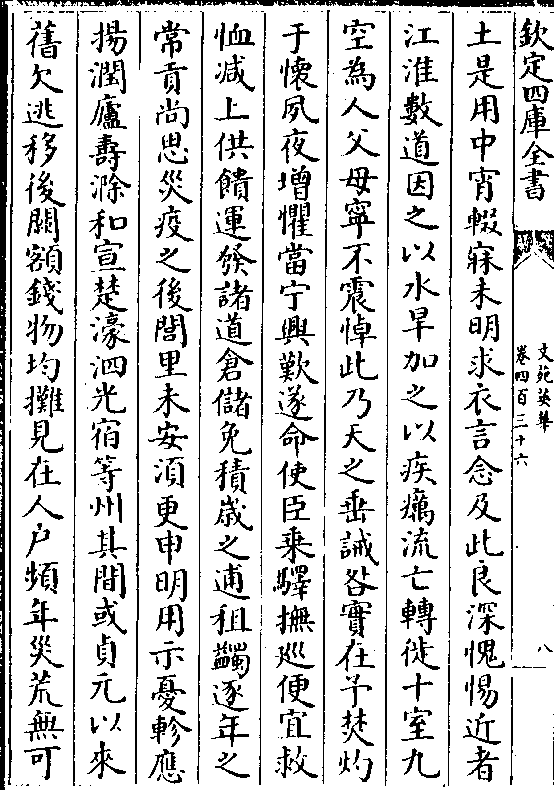 欽定四庫全書
文苑英華
卷四百三十六
八
土是用中宵輟寐未明求衣言念及此良深愧惕近者
江淮數道因之以水旱加之以疾癘流亡轉徙十室九
空為人父母寧不震悼此乃天之垂誡咎實在予焚灼
于懷夙夜增懼當宁興歎遂命使臣乗驛撫廵便宜救
恤减上供饋運發諸道倉儲免積歲之逋租蠲逐年之
常貢尚思災疫之後閭里未安須更申明用示憂軫應
揚潤廬壽滁和宣楚濠泗光宿等州其間或貞元以來
舊欠逃移後闕額錢物均攤見在人户頻年災荒無可